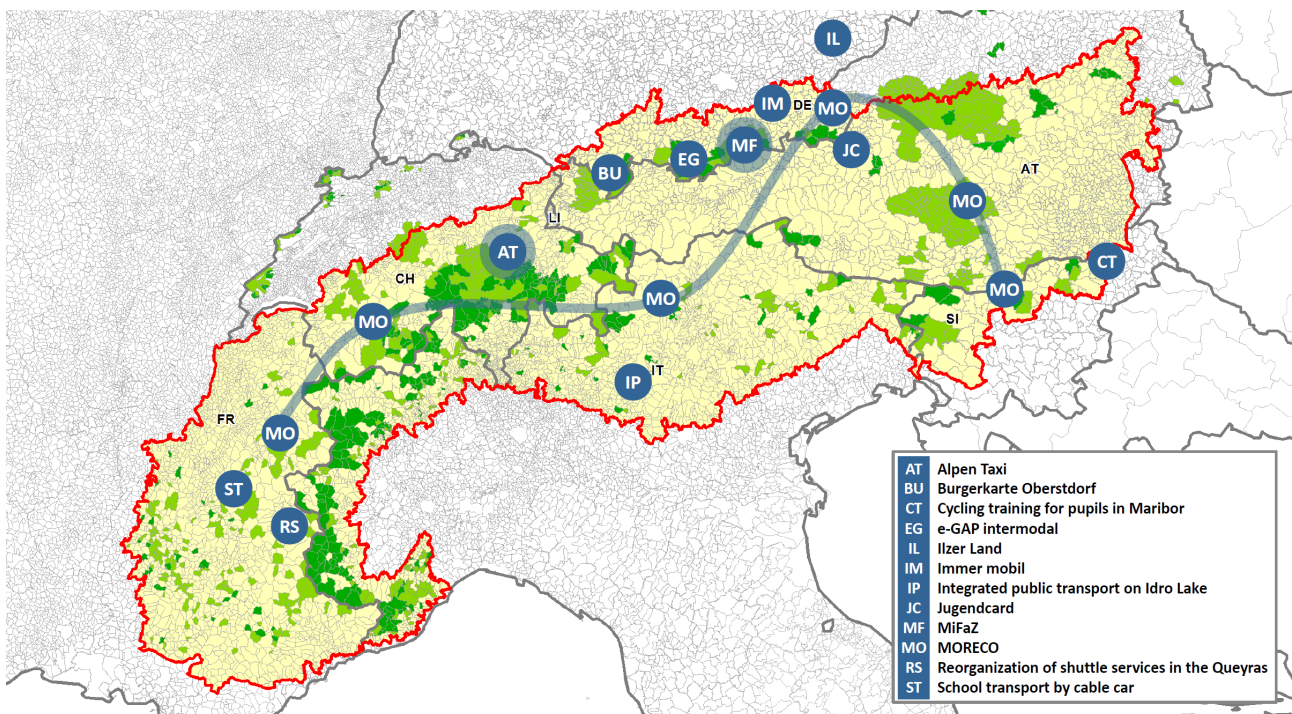 IL
IM
DE
MO
MF
JC
EG
BU
AT
LI
MO
AT
CT
CH
MO
MO
SI
MO
IT
IP
FR
MO
ST
RS
AT Alpen Taxi
BU Burgerkarte Oberstdorf
CT Cycling training for pupils in Maribor
EG e-GAP intermodal
IL Ilzer Land
IM Immer mobil
IP Integrated public transport on Idro Lake
JC Jugendcard
MF MiFaZ
MO MORECO
RS Reorganization of shuttle services in the Queyras
ST School transport by cable car